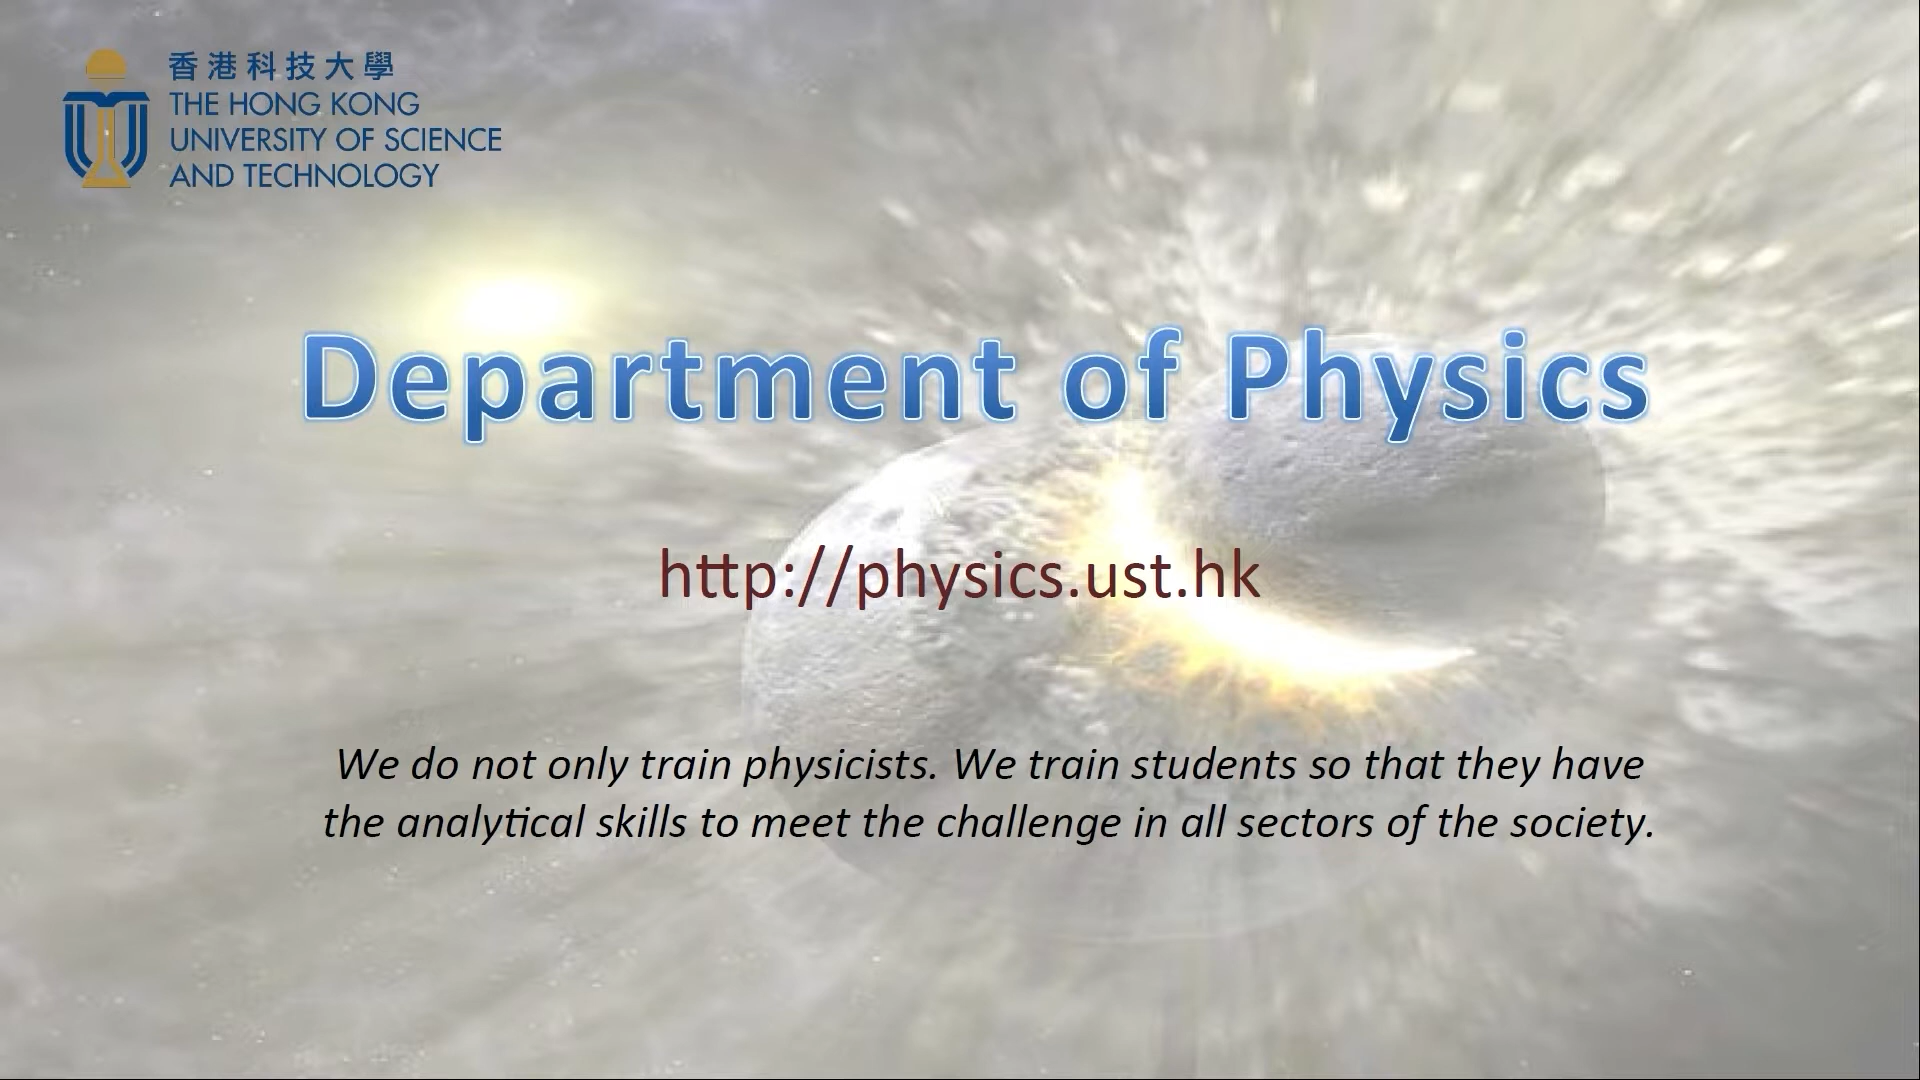 香港科技大學
THE HONG KONG
UNIVERSITY OF SCIENCE
AND TECHNOLOGY
Department of Physics
http://physics.ust.hk
We do not only train physicists. We train students so that they have
the analytical skills to meet the challenge in all sectors of the society.